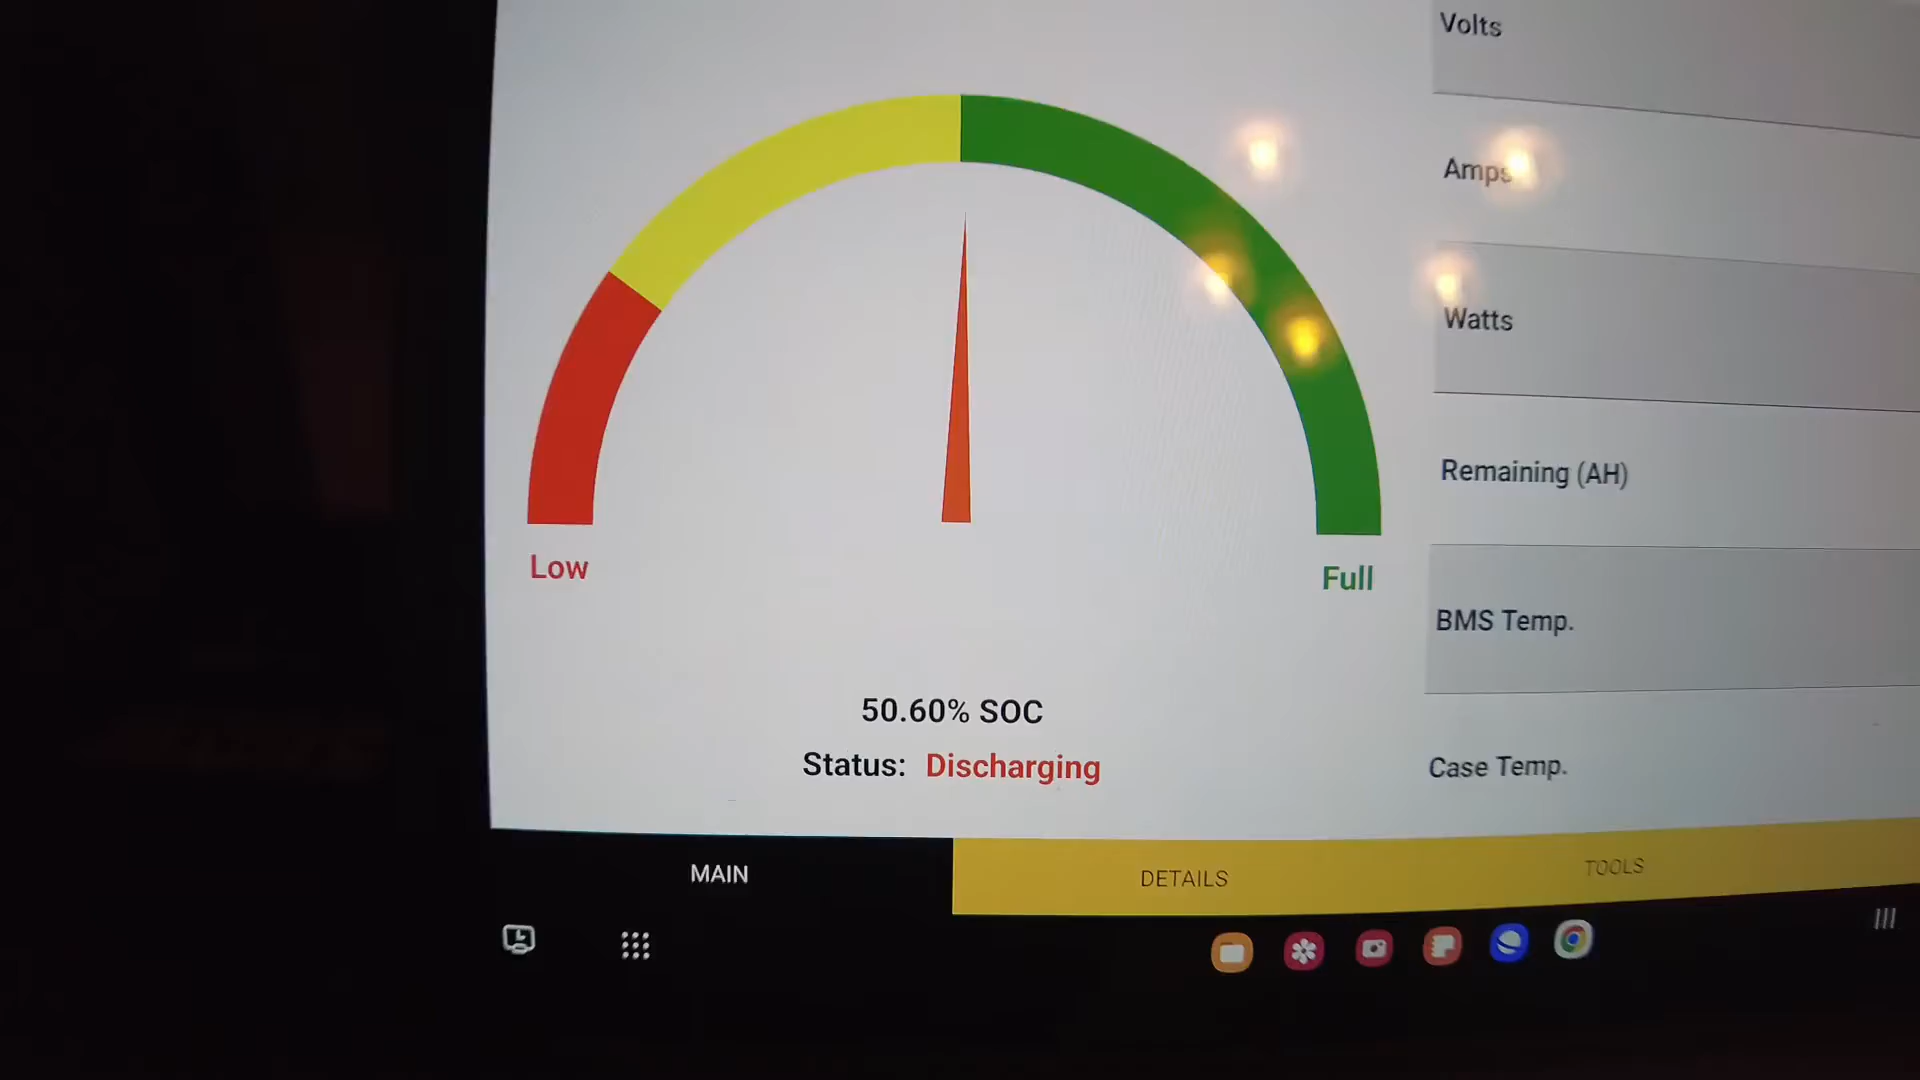 Volts
Amps
Watts
Remaining (AH)
BMS Temp.
Case Temp.
Low
Full
50.60% SOC
Status: Discharging
MAIN
DETAILS
TOOLS